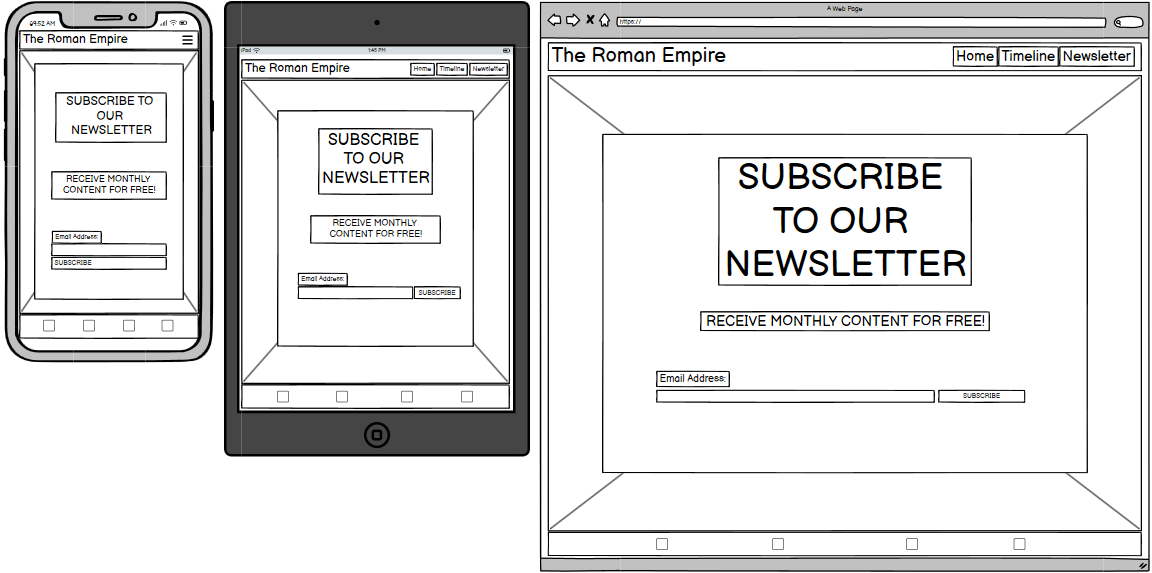 09:52 AM
The Roman Empire
SUBSCRIBE TO
OUR
NEWSLETTER
RECEIVE MONTHLY
CONTENT FOR FREE!
Email Address:
SUBSCRIBE
iPad
1:45 PM
The Roman Empire
Home
Timeline
Newsletter
SUBSCRIBE
TO OUR
NEWSLETTER
RECEIVE MONTHLY
CONTENT FOR FREE!
Email Address:
SUBSCRIBE
A Web Page
https://
The Roman Empire
Home
Timeline
Newsletter
SUBSCRIBE
TO OUR
NEWSLETTER
RECEIVE MONTHLY CONTENT FOR FREE!
Email Address:
SUBSCRIBE